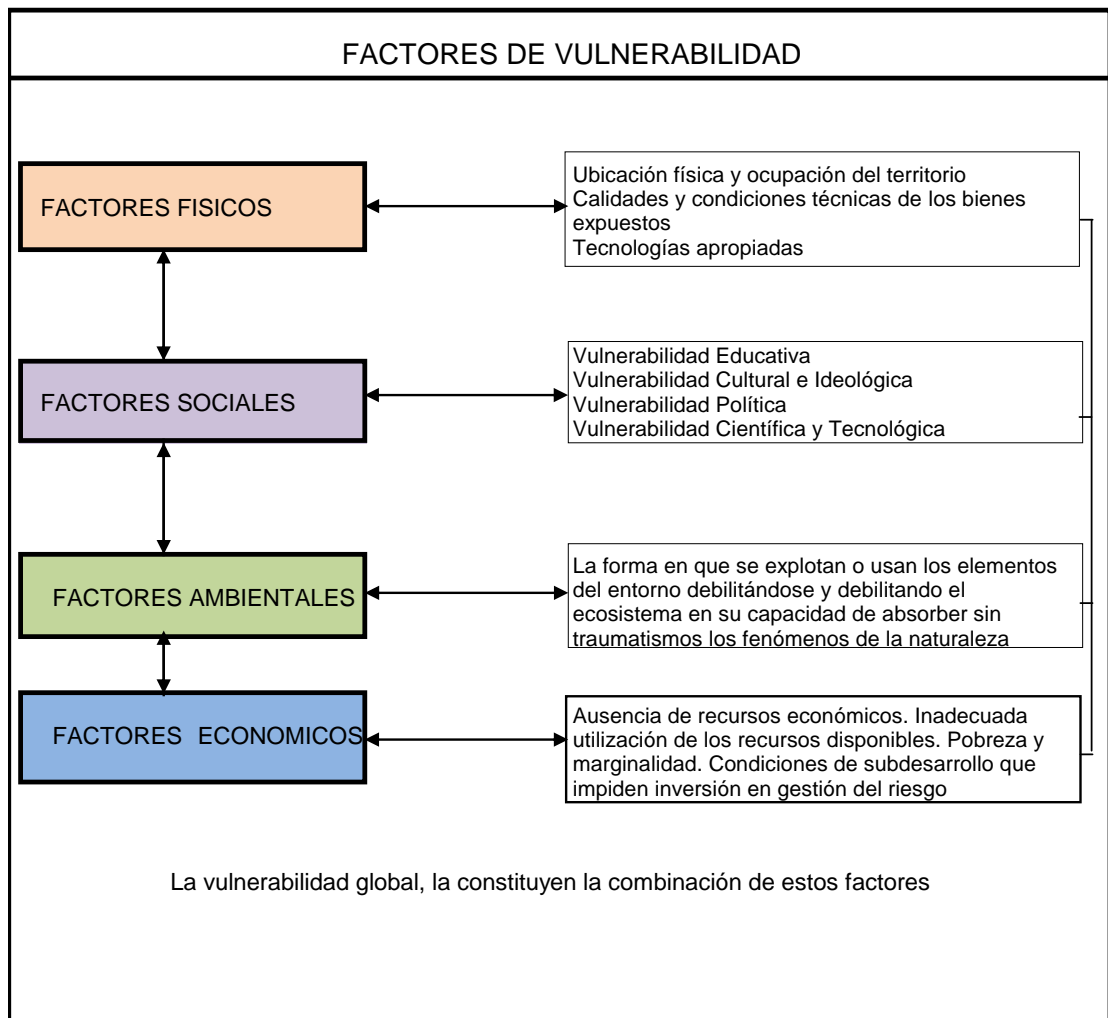 FACTORES DE VULNERABILIDAD
FACTORES FISICOS
Ubicación física y ocupación del territorio
Calidades y condiciones técnicas de los bienes
expuestos
Tecnologías apropiadas
FACTORES SOCIALES
Vulnerabilidad Educativa
Vulnerabilidad Cultural e Ideológica
Vulnerabilidad Política
Vulnerabilidad Científica y Tecnológica
FACTORES AMBIENTALES
La forma en que se explotan o usan los elementos
del entorno debilitándose y debilitando el
ecosistema en su capacidad de absorber sin
traumatismos los fenómenos de la naturaleza
FACTORES ECONOMICOS
Ausencia de recursos económicos. Inadecuada
utilización de los recursos disponibles. Pobreza y
marginalidad. Condiciones de subdesarrollo que
impiden inversión en gestión del riesgo
La vulnerabilidad global, la constituyen la combinación de estos factores